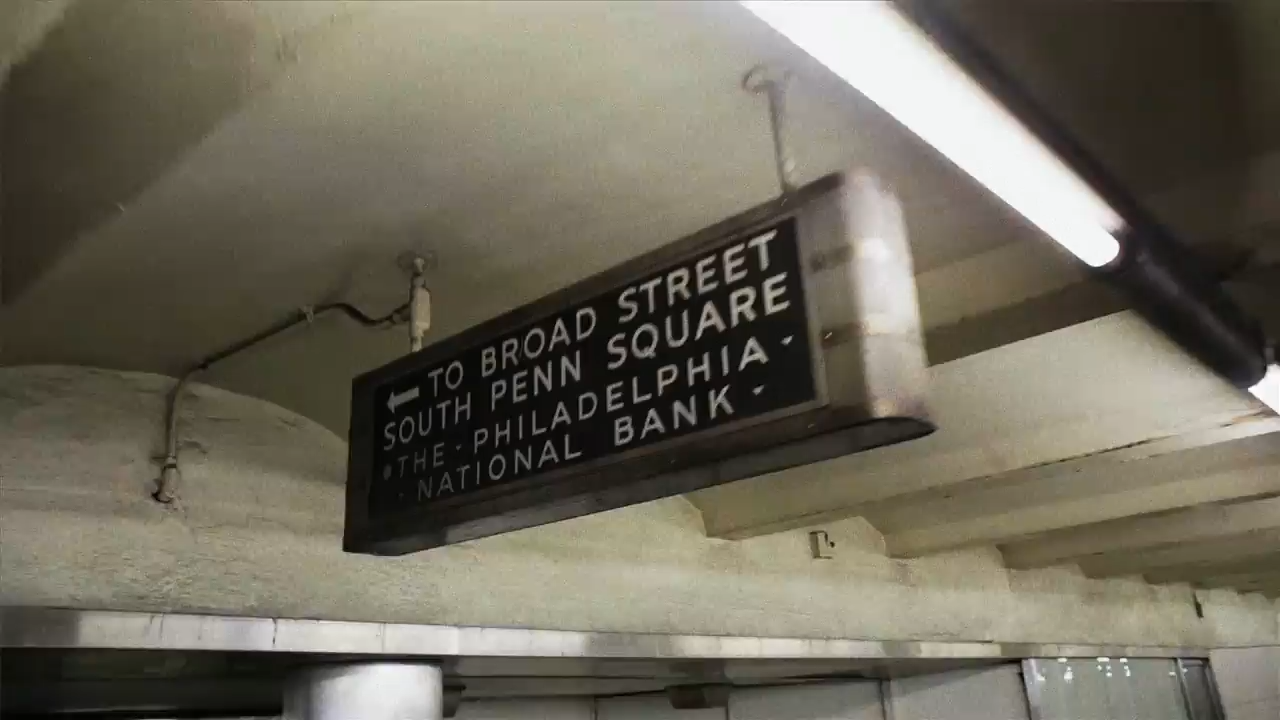 ← TO BROAD STREET
SOUTH PENN SQUARE
• THE - PHILADELPHIA -
- NATIONAL BANK -